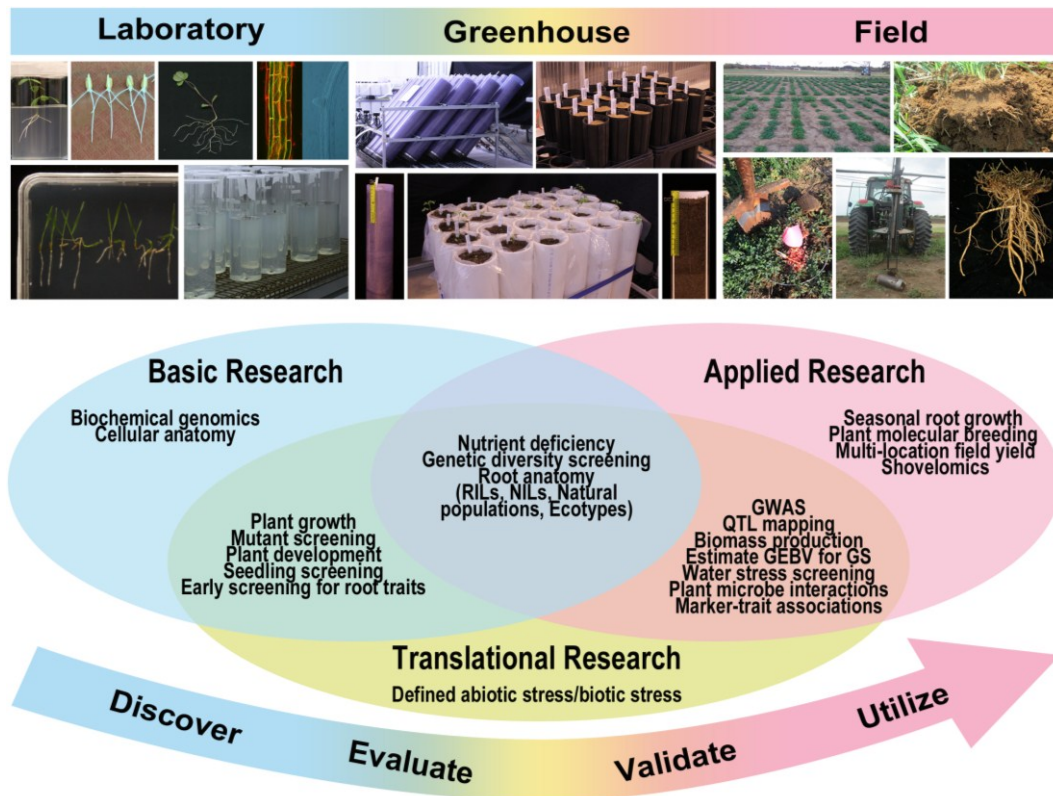 Laboratory
Greenhouse
Field
Basic Research
Biochemical genomics
Cellular anatomy
Applied Research
Seasonal root growth
Plant molecular breeding
Multi-location field yield
Shovelomics
Nutrient deficiency
Genetic diversity screening
Root anatomy
(RILs, NILs, Natural
populations, Ecotypes)
Plant growth
Mutant screening
Plant development
Seedling screening
Early screening for root traits
GWAS
QTL mapping
Biomass production
Estimate GEBV for GS
Water stress screening
Plant microbe interactions
Marker-trait associations
Translational Research
Defined abiotic stress/biotic stress
Discover
Evaluate
Validate
Utilize